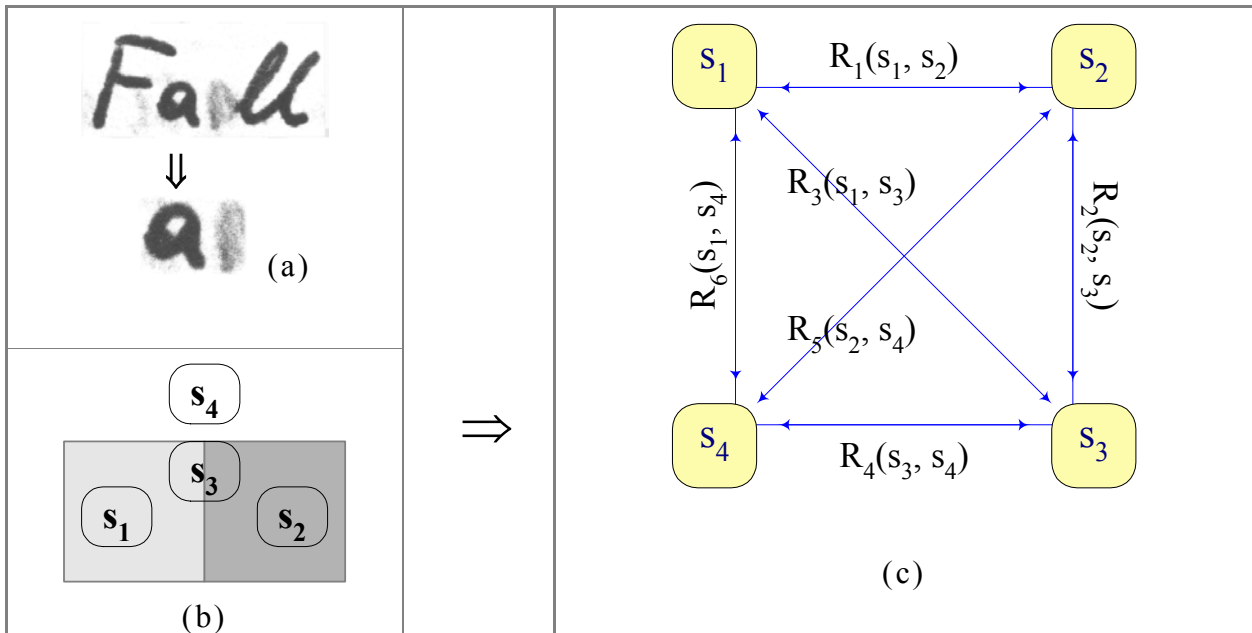 Fall
⇓
a
(a)
s4
s3
s1 s2
(b)
⇒
s1 R1(s1, s2) s2
R3(s1, s3)
R6(s1, s4)
R2(s2, s3)
R5(s2, s4)
s4 R4(s3, s4) s3
(c)